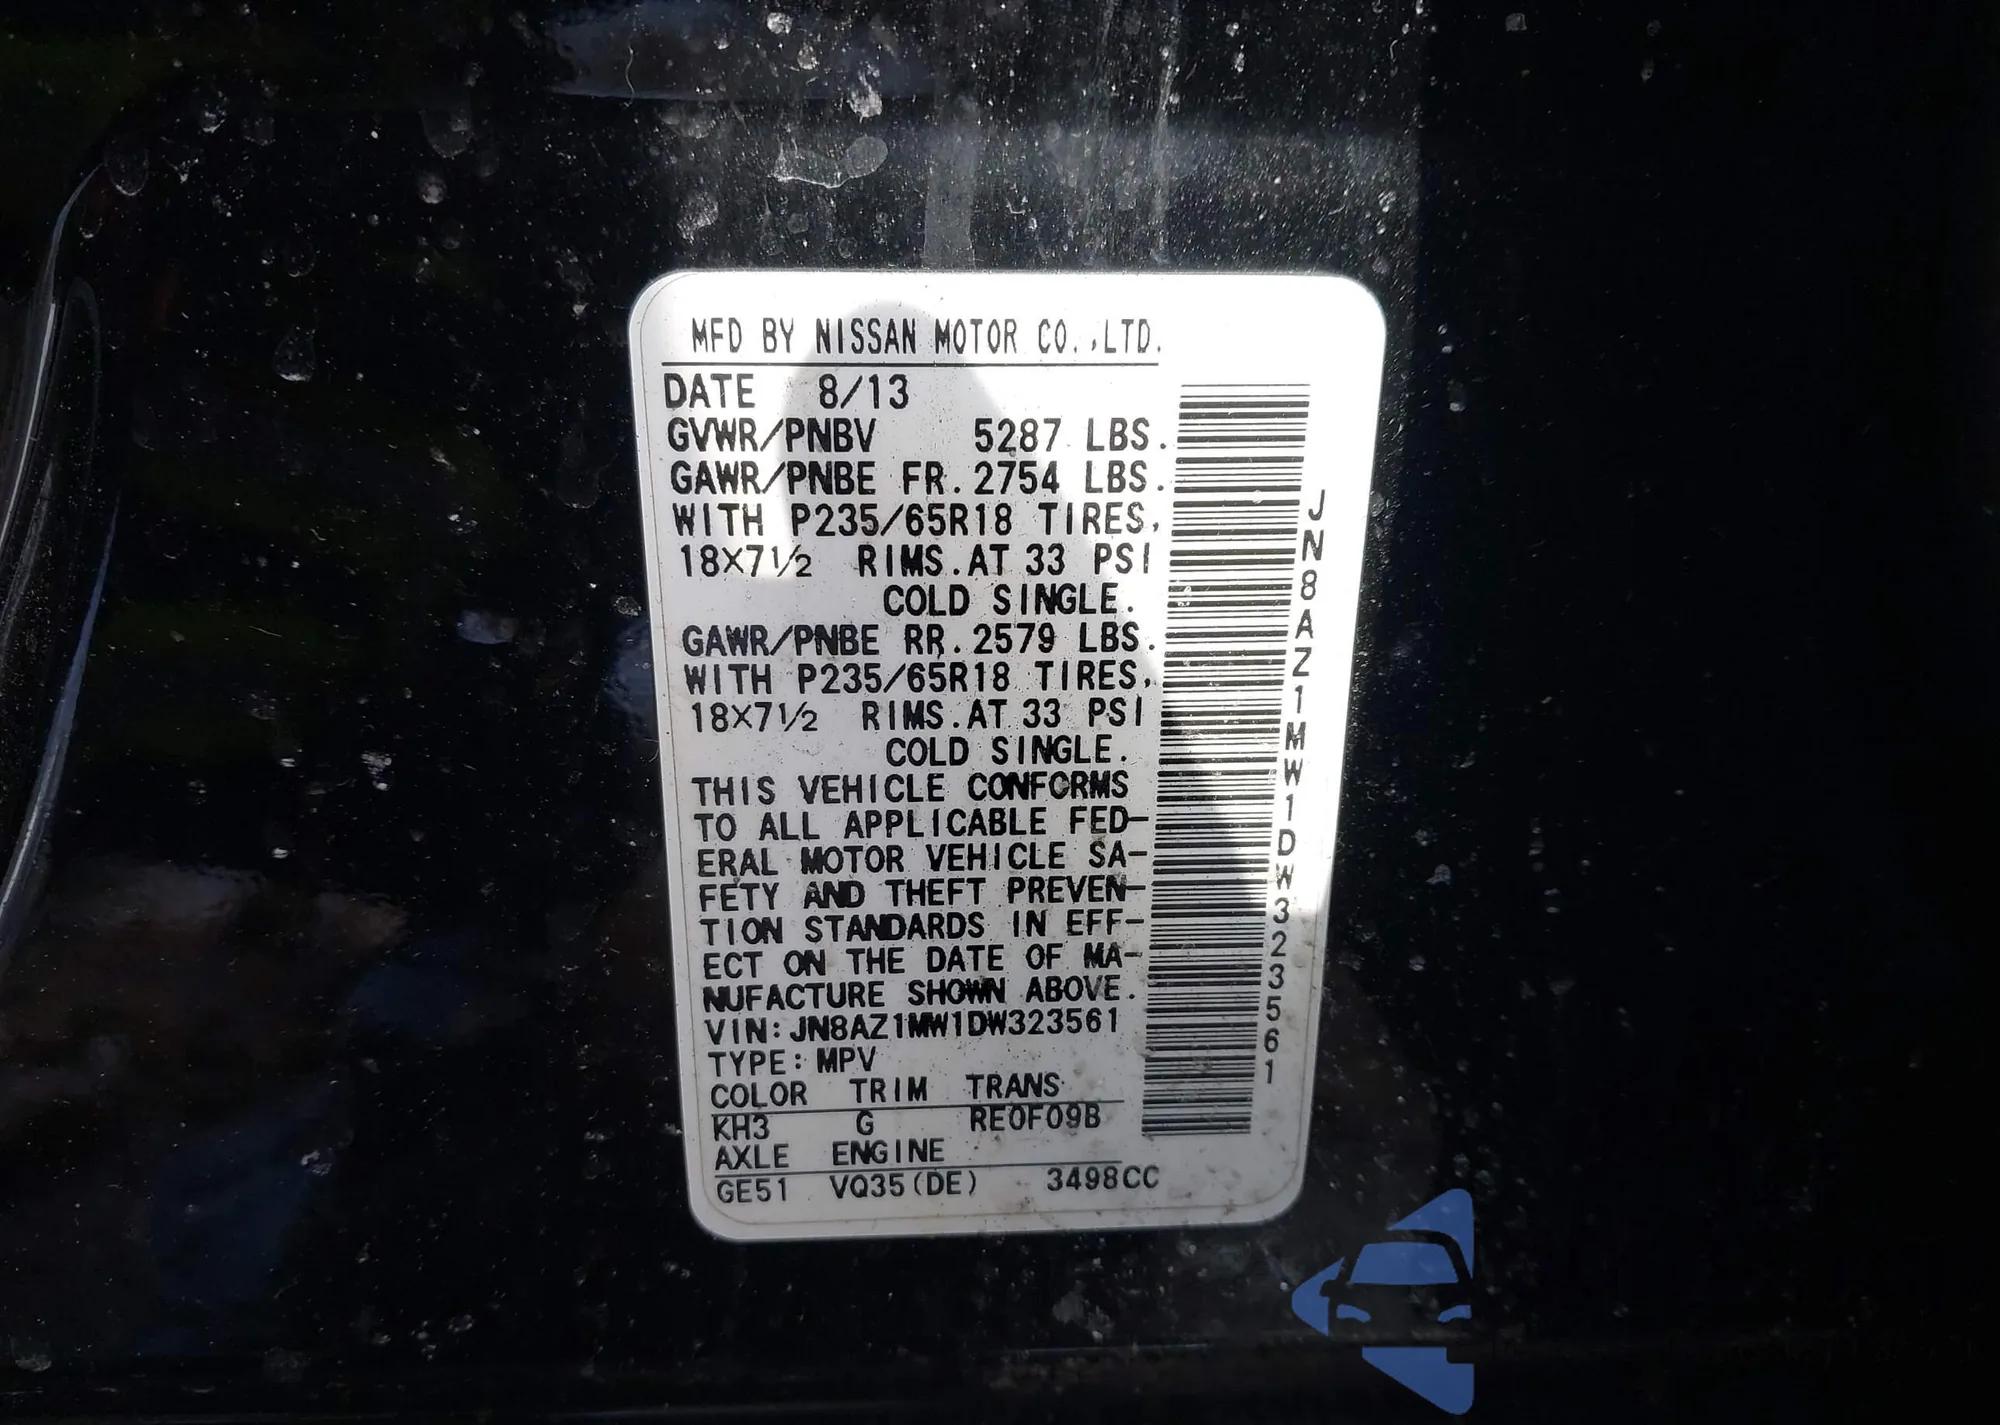 MFD BY NISSAN MOTOR CO.,LTD.
DATE 8/13
GVWR/PNBV 5287 LBS.
GAWR/PNBE FR. 2754 LBS.
WITH P235/65R18 TIRES,
18×7½ RIMS. AT 33 PSI
COLD SINGLE.
GAWR/PNBE RR. 2579 LBS.
WITH P235/65R18 TIRES,
18×7½ RIMS. AT 33 PSI
COLD SINGLE.
THIS VEHICLE CONFORMS
TO ALL APPLICABLE FED-
ERAL MOTOR VEHICLE SA-
FETY AND THEFT PREVEN-
TION STANDARDS IN EFF-
ECT ON THE DATE OF MA-
NUFACTURE SHOWN ABOVE.
VIN: JN8AZ1MW1DW323561
TYPE: MPV
COLOR TRIM TRANS
KH3 G RE0F09B
AXLE ENGINE
GE51 VQ35(DE) 3498CC
JN8AZ1MW1DW323561